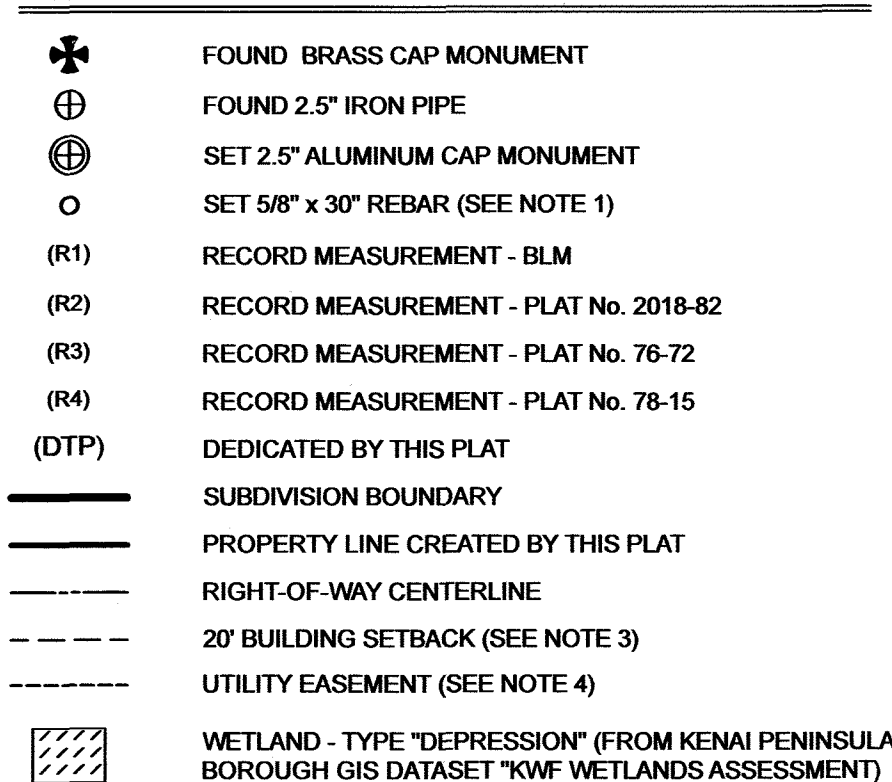 FOUND BRASS CAP MONUMENT
FOUND 2.5" IRON PIPE
SET 2.5" ALUMINUM CAP MONUMENT
SET 5/8" x 30" REBAR (SEE NOTE 1)
(R1) RECORD MEASUREMENT - BLM
(R2) RECORD MEASUREMENT - PLAT No. 2018-82
(R3) RECORD MEASUREMENT - PLAT No. 76-72
(R4) RECORD MEASUREMENT - PLAT No. 78-15
(DTP) DEDICATED BY THIS PLAT
SUBDIVISION BOUNDARY
PROPERTY LINE CREATED BY THIS PLAT
RIGHT-OF-WAY CENTERLINE
20' BUILDING SETBACK (SEE NOTE 3)
UTILITY EASEMENT (SEE NOTE 4)
WETLAND - TYPE "DEPRESSION" (FROM KENAI PENINSULA
BOROUGH GIS DATASET "KWF WETLANDS ASSESSMENT)